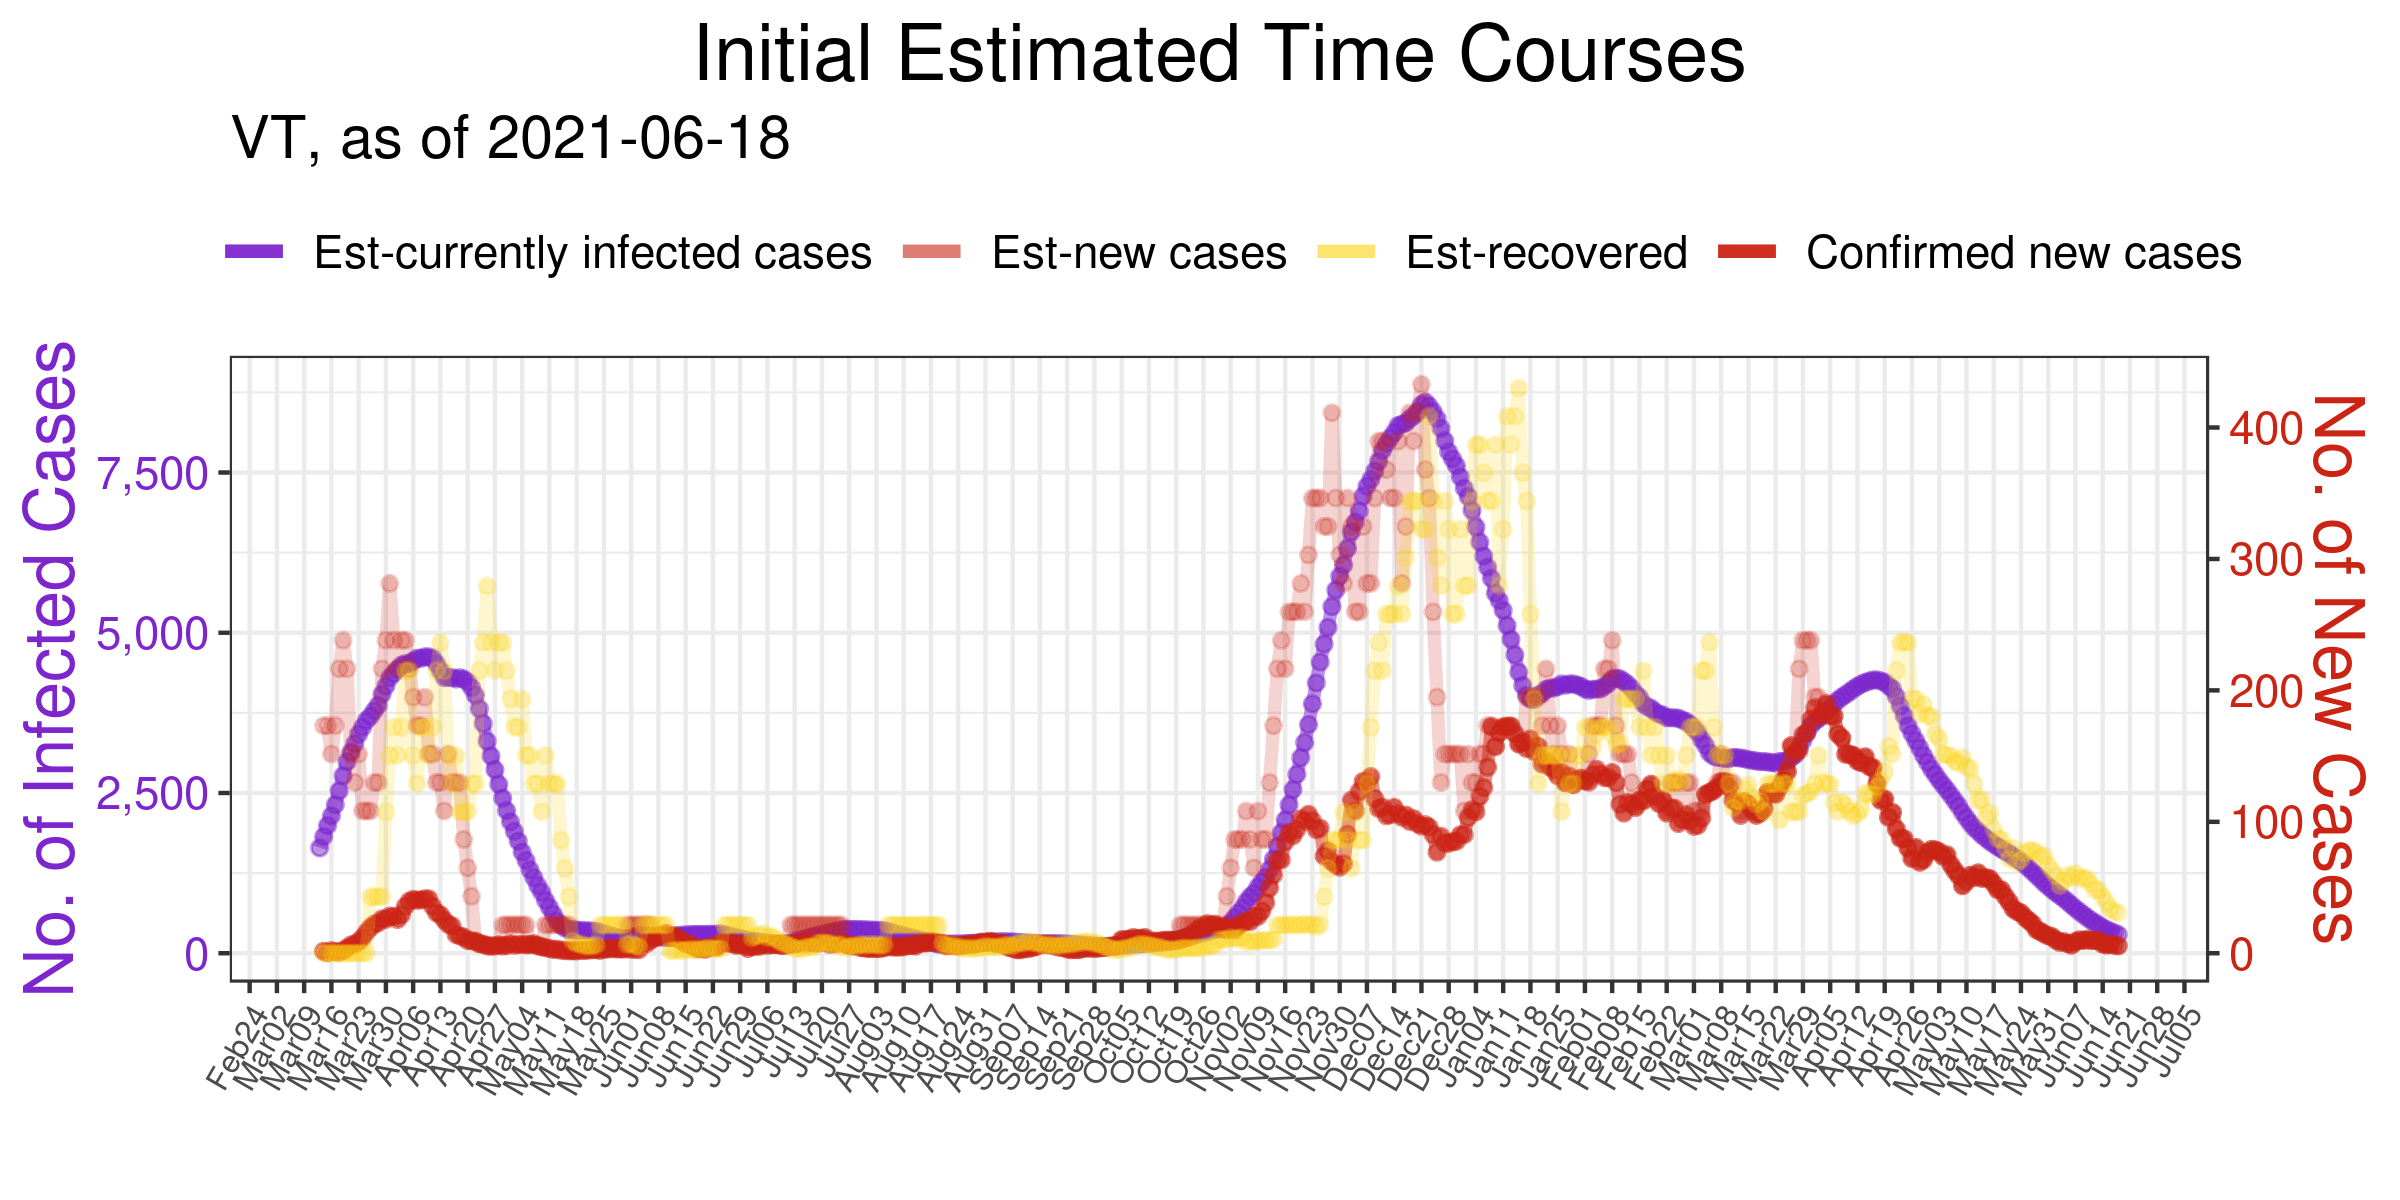 Initial Estimated Time Courses
VT, as of 2021-06-18
Est-currently infected cases Est-new cases Est-recovered Confirmed new cases
No. of Infected Cases
7,500
5,000
2,500
0
No. of New Cases
400
300
200
100
0
Feb24
Mar02
Mar09
Mar16
Mar23
Mar30
Apr06
Apr13
Apr20
Apr27
May04
May11
May18
May25
Jun01
Jun08
Jun15
Jun22
Jun29
Jul06
Jul13
Jul20
Jul27
Aug03
Aug10
Aug17
Aug24
Aug31
Sep07
Sep14
Sep21
Sep28
Oct05
Oct12
Oct19
Oct26
Nov02
Nov09
Nov16
Nov23
Nov30
Dec07
Dec14
Dec21
Dec28
Jan04
Jan11
Jan18
Jan25
Feb01
Feb08
Feb15
Feb22
Mar01
Mar08
Mar15
Mar22
Mar29
Apr05
Apr12
Apr19
Apr26
May03
May10
May17
May24
May31
Jun07
Jun14
Jun21
Jun28
Jul05